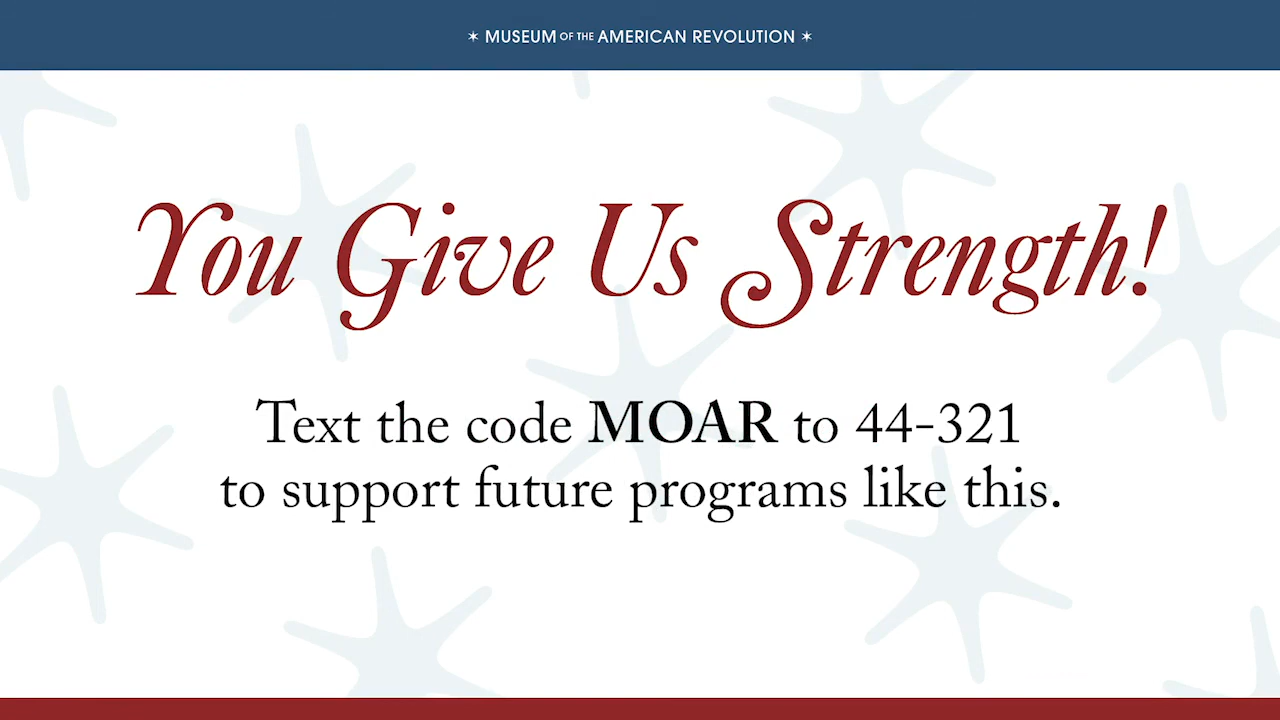 MUSEUM OF THE AMERICAN REVOLUTION
You Give Us Strength!
Text the code MOAR to 44-321
to support future programs like this.